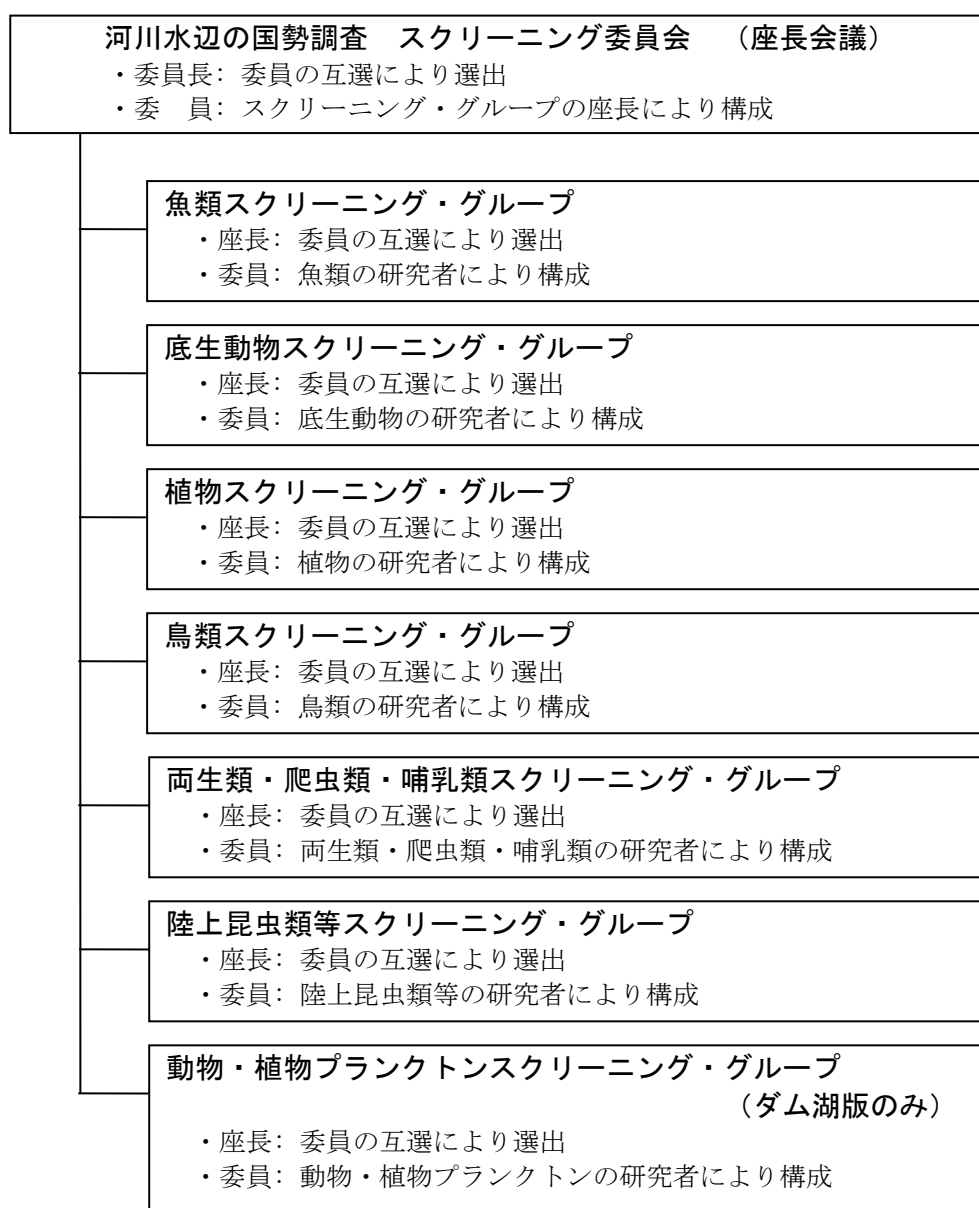 河川水辺の国勢調査　スクリーニング委員会　（座長会議）
・委員長：委員の互選により選出
・委　員：スクリーニング・グループの座長により構成
魚類スクリーニング・グループ
・座長：委員の互選により選出
・委員：魚類の研究者により構成
底生動物スクリーニング・グループ
・座長：委員の互選により選出
・委員：底生動物の研究者により構成
植物スクリーニング・グループ
・座長：委員の互選により選出
・委員：植物の研究者により構成
鳥類スクリーニング・グループ
・座長：委員の互選により選出
・委員：鳥類の研究者により構成
両生類・爬虫類・哺乳類スクリーニング・グループ
・座長：委員の互選により選出
・委員：両生類・爬虫類・哺乳類の研究者により構成
陸上昆虫類等スクリーニング・グループ
・座長：委員の互選により選出
・委員：陸上昆虫類等の研究者により構成
動物・植物プランクトンスクリーニング・グループ
（ダム湖版のみ）
・座長：委員の互選により選出
・委員：動物・植物プランクトンの研究者により構成